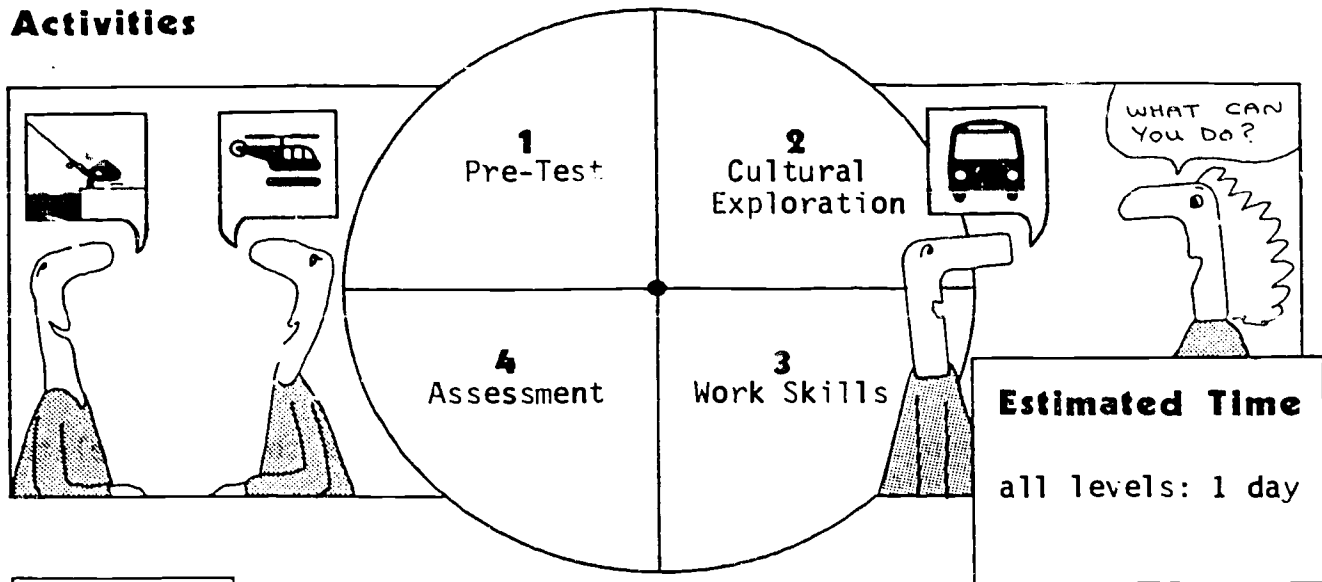 Activities
1
Pre-Test
2
Cultural
Exploration
WHAT CAN
YOU DO?
4
Assessment
3
Work Skills
Estimated Time
all levels: 1 day